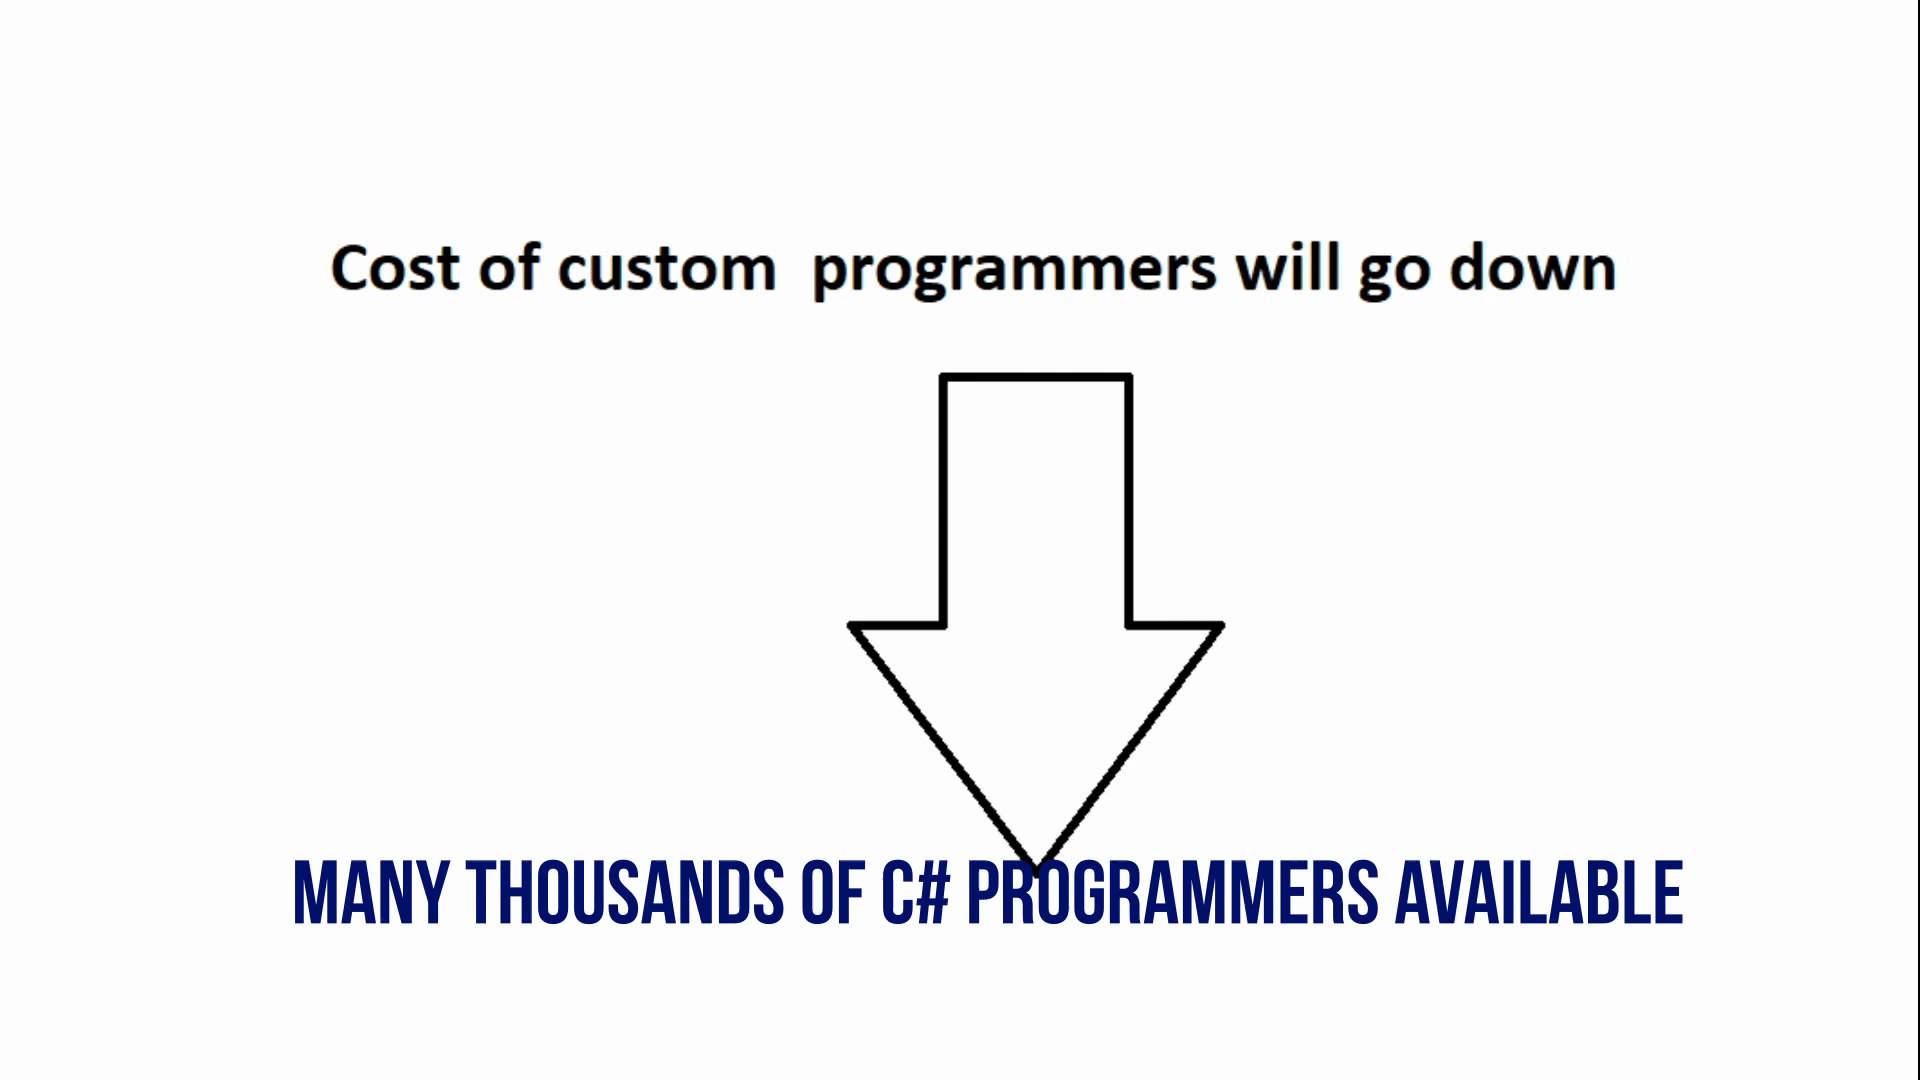 Cost of custom  programmers will go down
MANY THOUSANDS OF C# PROGRAMMERS AVAILABLE